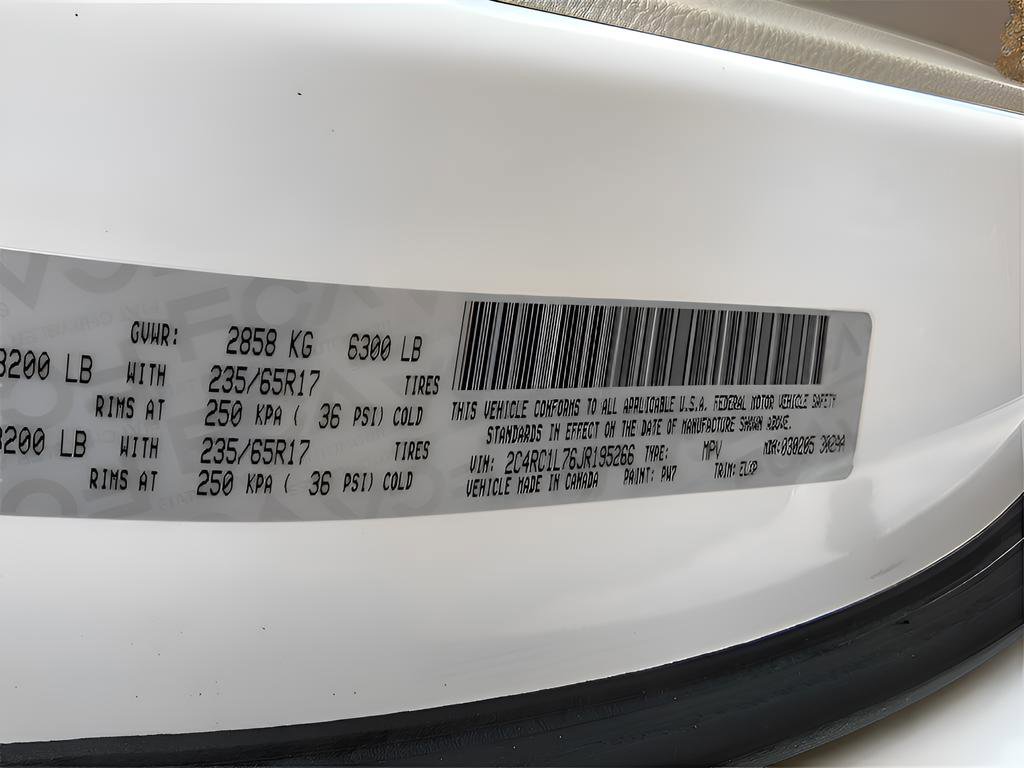 GVWR: 2858 KG 6300 LB
3200 LB WITH 235/65R17 TIRES
RIMS AT 250 KPA ( 36 PSI) COLD
3200 LB WITH 235/65R17 TIRES
RIMS AT 250 KPA ( 36 PSI) COLD
THIS VEHICLE CONFORMS TO ALL APPLICABLE U.S.A. FEDERAL MOTOR VEHICLE SAFETY
STANDARDS IN EFFECT ON THE DATE OF MANUFACTURE SHOWN ABOVE.
VIN: 2C4RC1L76JR195266 TYPE: MPV
VEHICLE MADE IN CANADA PAINT: PW7 TRIM: